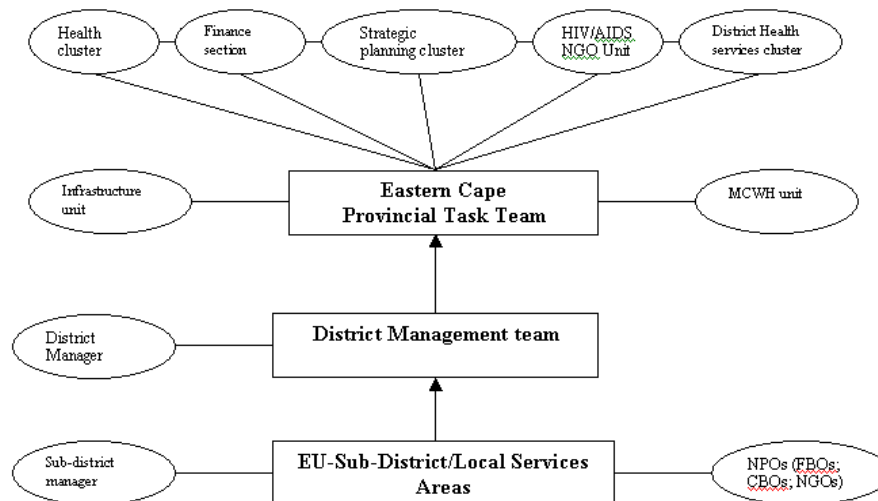 Health
cluster
Finance
section
Strategic
planning cluster
HIV/AIDS
NGO Unit
District Health
services cluster
Infrastructure
unit
Eastern Cape
Provincial Task Team
MCWH unit
District
Manager
District Management team
Sub-district
manager
EU-Sub-District/Local Services
Areas
NPOs (FBOs;
CBOs; NGOs)